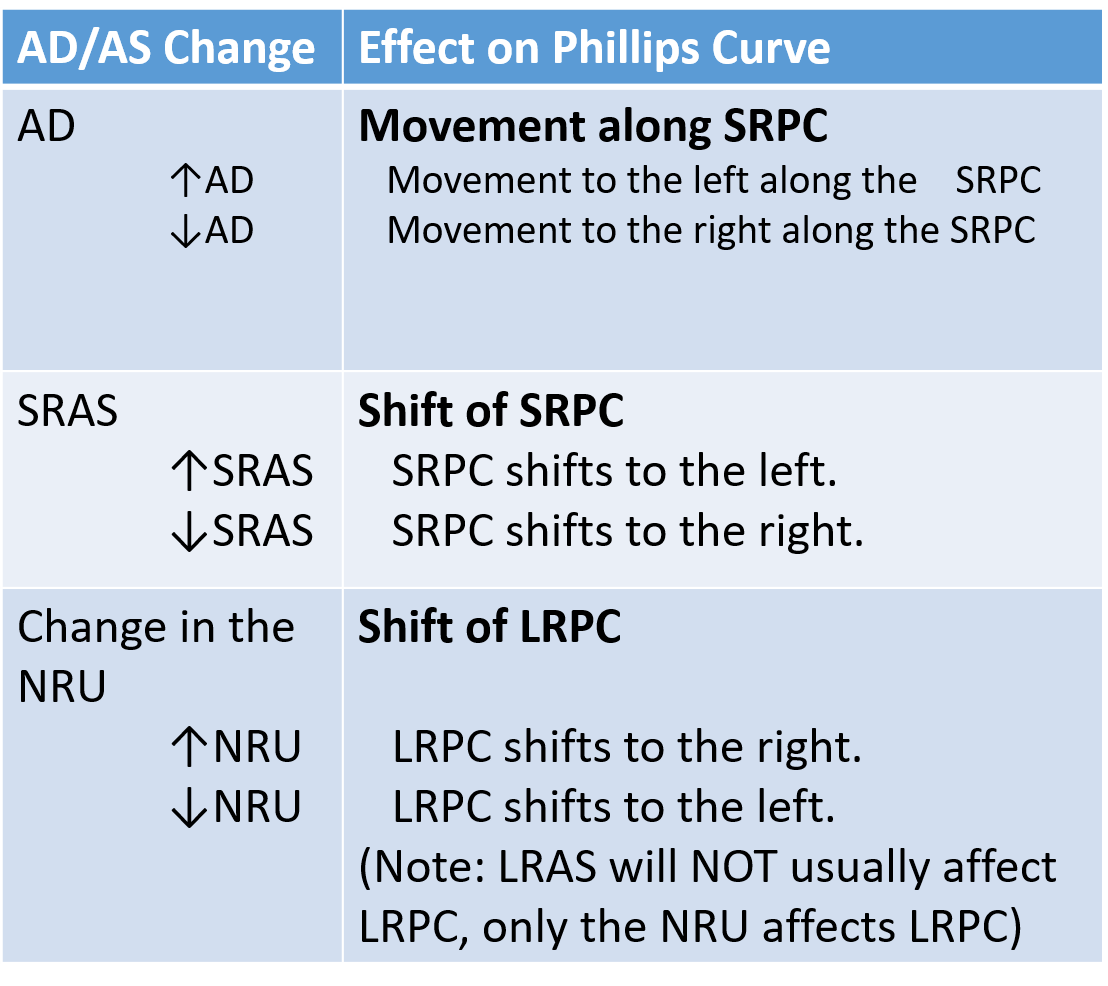 AD/AS Change
Effect on Phillips Curve
AD
↑AD
↓AD
Movement along SRPC
Movement to the left along the SRPC
Movement to the right along the SRPC
SRAS
↑SRAS
↓SRAS
Shift of SRPC
SRPC shifts to the left.
SRPC shifts to the right.
Change in the
NRU
↑NRU
↓NRU
Shift of LRPC
LRPC shifts to the right.
LRPC shifts to the left.
(Note: LRAS will NOT usually affect
LRPC, only the NRU affects LRPC)